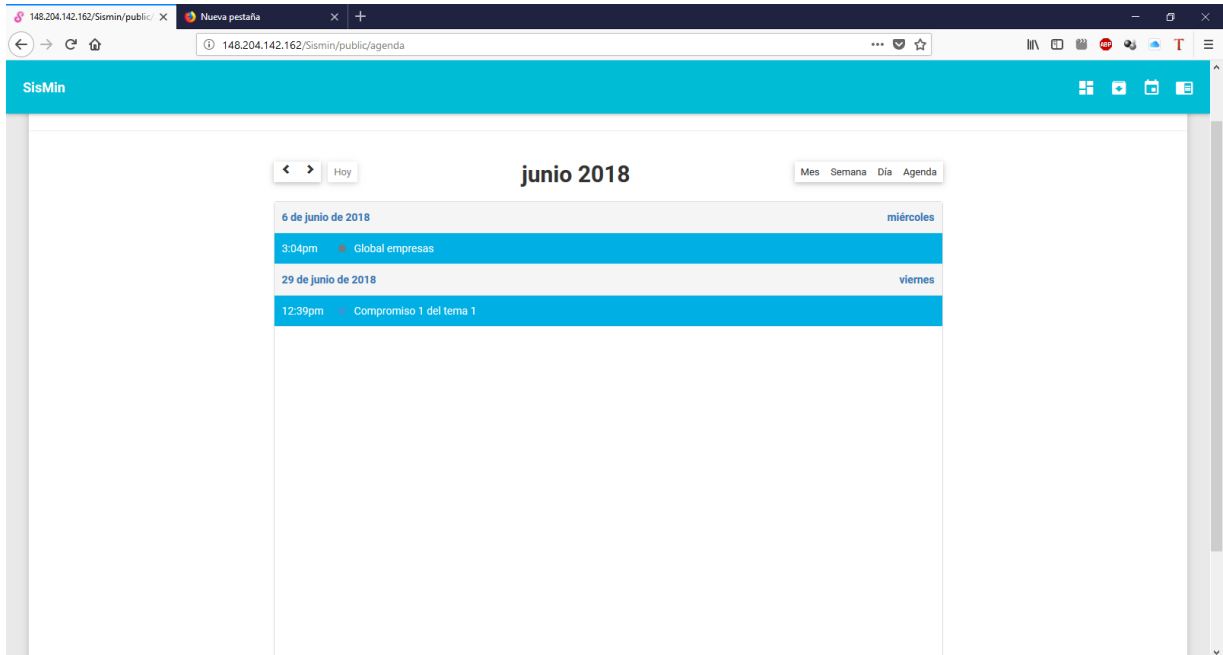 148.204.142.162/Sismin/public/ Nueva pestaña
148.204.142.162/Sismin/public/agenda ABP T
SisMin
Hoy junio 2018 Mes Semana Día Agenda
6 de junio de 2018 miércoles
3:04pm Global empresas
29 de junio de 2018 viernes
12:39pm Compromiso 1 del tema 1